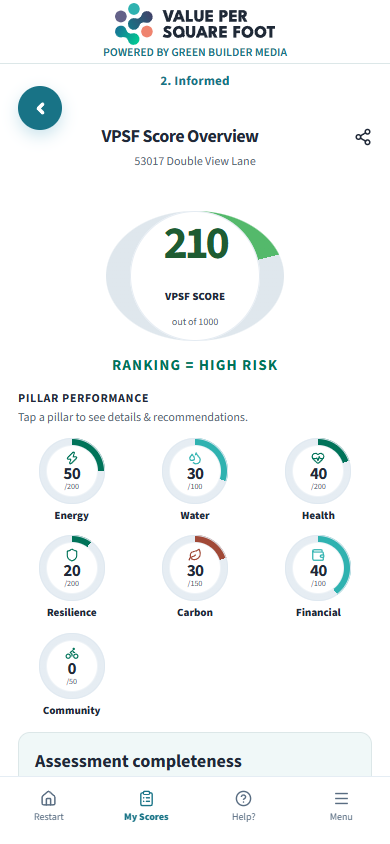 VALUE PER
SQUARE FOOT
POWERED BY GREEN BUILDER MEDIA
2. Informed
VPSF Score Overview
53017 Double View Lane
210
VPSF SCORE
out of 1000
RANKING = HIGH RISK
PILLAR PERFORMANCE
Tap a pillar to see details & recommendations.
50 30 40
/200 /100 /200
Energy Water Health
20 30 40
/200 /150 /100
Resilience Carbon Financial
0
/50
Community
Assessment completeness
Restart My Scores Help? Menu